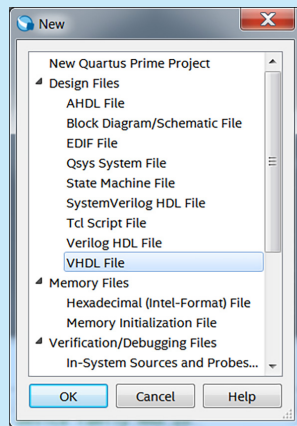 New
New Quartus Prime Project
Design Files
AHDL File
Block Diagram/Schematic File
EDIF File
Qsys System File
State Machine File
SystemVerilog HDL File
Tcl Script File
Verilog HDL File
VHDL File
Memory Files
Hexadecimal (Intel-Format) File
Memory Initialization File
Verification/Debugging Files
In-System Sources and Probes...
OK Cancel Help